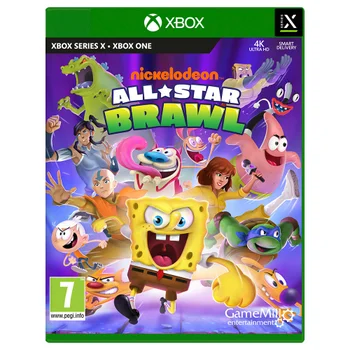 XBOX
XBOX SERIES X • XBOX ONE
4K
ULTRA HD
SMART
DELIVERY
X
nickelodeon
ALL★STAR
BRAWL
7
www.pegi.info
GameMill
entertainment